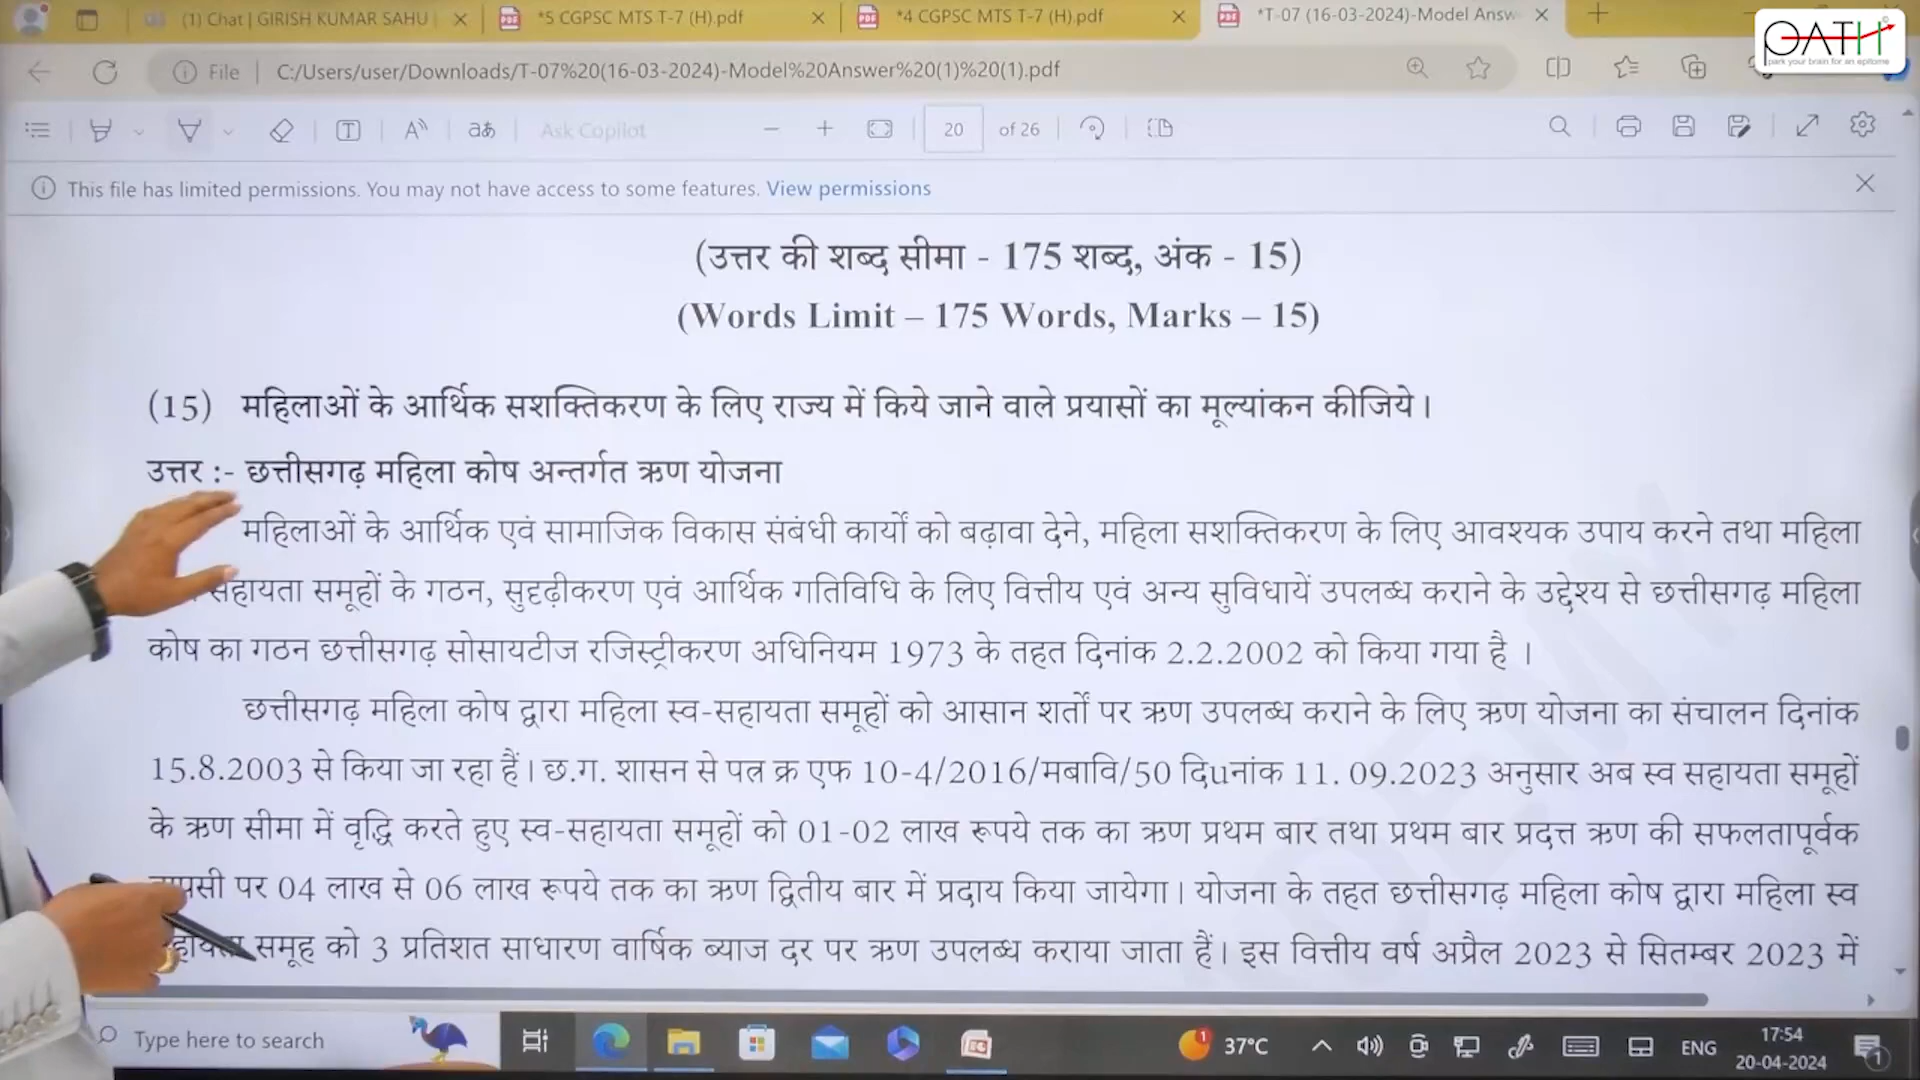 (1) Chat | GIRISH KUMAR SAHU
*5 CGPSC MTS T-7 (H).pdf
*4 CGPSC MTS T-7 (H).pdf
*T-07 (16-03-2024)-Model Answ
OATH
park your brain for an epitome
File
C:/Users/user/Downloads/T-07%20(16-03-2024)-Model%20Answer%20(1)%20(1).pdf
Ask Copilot
20 of 26
This file has limited permissions. You may not have access to some features. View permissions
(उत्तर की शब्द सीमा - 175 शब्द, अंक - 15)
(Words Limit – 175 Words, Marks – 15)
(15) महिलाओं के आर्थिक सशक्तिकरण के लिए राज्य में किये जाने वाले प्रयासों का मूल्यांकन कीजिये।
उत्तर :- छत्तीसगढ़ महिला कोष अन्तर्गत ऋण योजना
महिलाओं के आर्थिक एवं सामाजिक विकास संबंधी कार्यों को बढ़ावा देने, महिला सशक्तिकरण के लिए आवश्यक उपाय करने तथा महिला
सहायता समूहों के गठन, सुदृढ़ीकरण एवं आर्थिक गतिविधि के लिए वित्तीय एवं अन्य सुविधायें उपलब्ध कराने के उद्देश्य से छत्तीसगढ़ महिला
कोष का गठन छत्तीसगढ़ सोसायटीज रजिस्ट्रीकरण अधिनियम 1973 के तहत दिनांक 2.2.2002 को किया गया है ।
छत्तीसगढ़ महिला कोष द्वारा महिला स्व-सहायता समूहों को आसान शर्तों पर ऋण उपलब्ध कराने के लिए ऋण योजना का संचालन दिनांक
15.8.2003 से किया जा रहा हैं। छ.ग. शासन से पत्र क्र एफ 10-4/2016/मबावि/50 दिuनांक 11. 09.2023 अनुसार अब स्व सहायता समूहों
के ऋण सीमा में वृद्धि करते हुए स्व-सहायता समूहों को 01-02 लाख रूपये तक का ऋण प्रथम बार तथा प्रथम बार प्रदत्त ऋण की सफलतापूर्वक
पर 04 लाख से 06 लाख रूपये तक का ऋण द्वितीय बार में प्रदाय किया जायेगा। योजना के तहत छत्तीसगढ़ महिला कोष द्वारा महिला स्व
समूह को 3 प्रतिशत साधारण वार्षिक ब्याज दर पर ऋण उपलब्ध कराया जाता हैं। इस वित्तीय वर्ष अप्रैल 2023 से सितम्बर 2023 में
Type here to search
37°C
ENG
17:54
20-04-2024